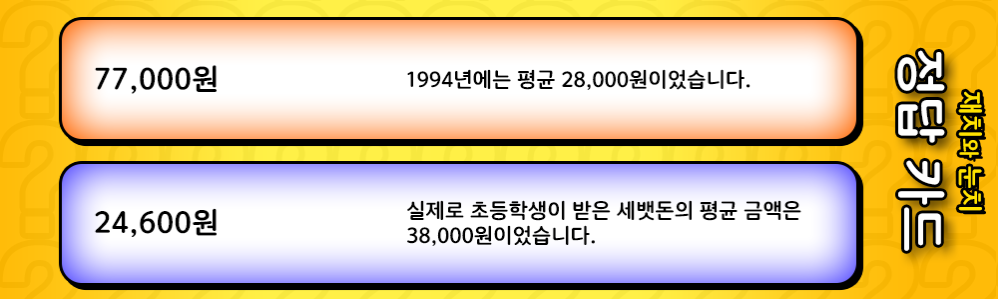 77,000원
1994년에는 평균 28,000원이었습니다.
24,600원
실제로 초등학생이 받은 세뱃돈의 평균 금액은
38,000원이었습니다.
재치와 눈치
정답 카드